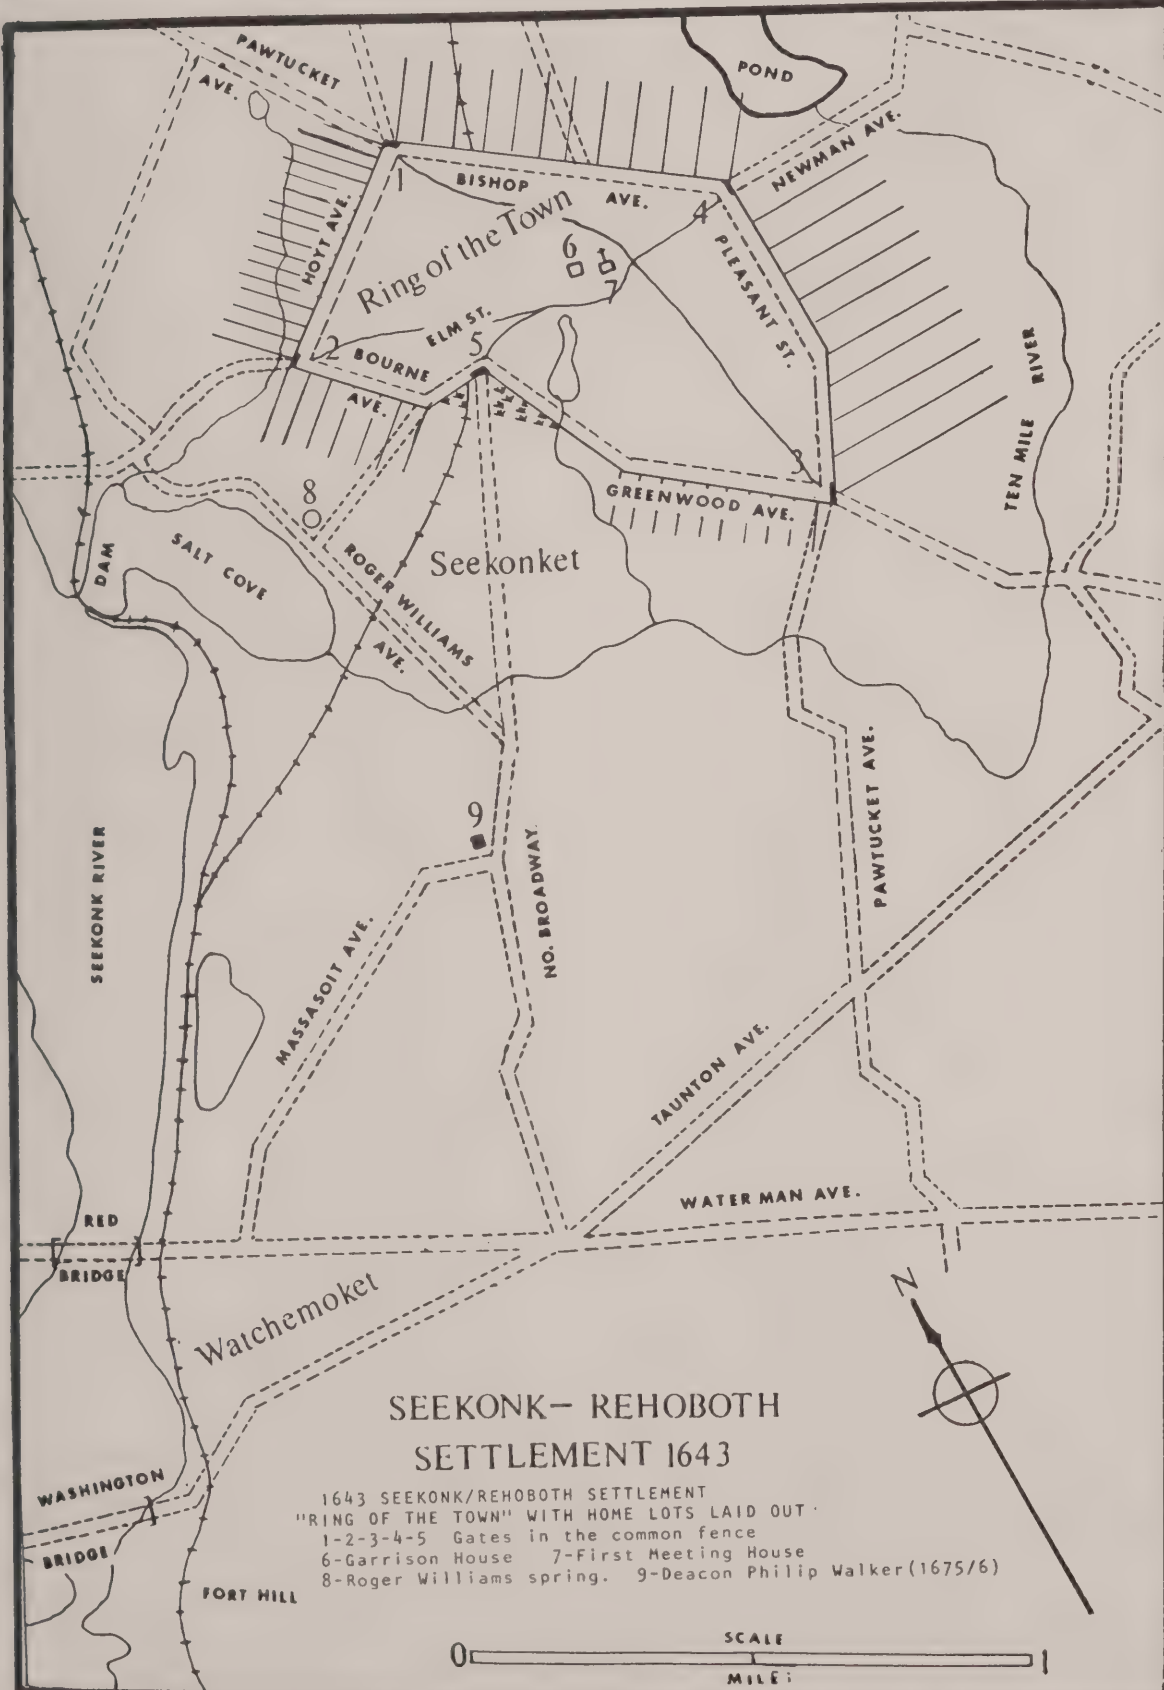 PAWTUCKET
AVE.
POND
NEWMAN AVE.
1
BISHOP
AVE.
4
HOYT AVE.
Ring of the Town
6
7
PLEASANT ST.
ELM ST.
2
BOURNE
AVE.
5
3
TEN MILE RIVER
GREENWOOD AVE.
8
DAM
SALT COVE
ROGER WILLIAMS
AVE.
Seekonket
9
SEEKONK RIVER
MASSASOIT AVE.
NO. BROADWAY
PAWTUCKET AVE.
TAUNTON AVE.
WATERMAN AVE.
RED
BRIDGE
Watchemoket
N
SEEKONK— REHOBOTH
SETTLEMENT 1643
1643 SEEKONK/REHOBOTH SETTLEMENT
"RING OF THE TOWN" WITH HOME LOTS LAID OUT
1-2-3-4-5 Gates in the common fence
6-Garrison House 7-First Meeting House
8-Roger Williams spring. 9-Deacon Philip Walker(1675/6)
WASHINGTON
BRIDGE
FORT HILL
SCALE
0 1
MILE